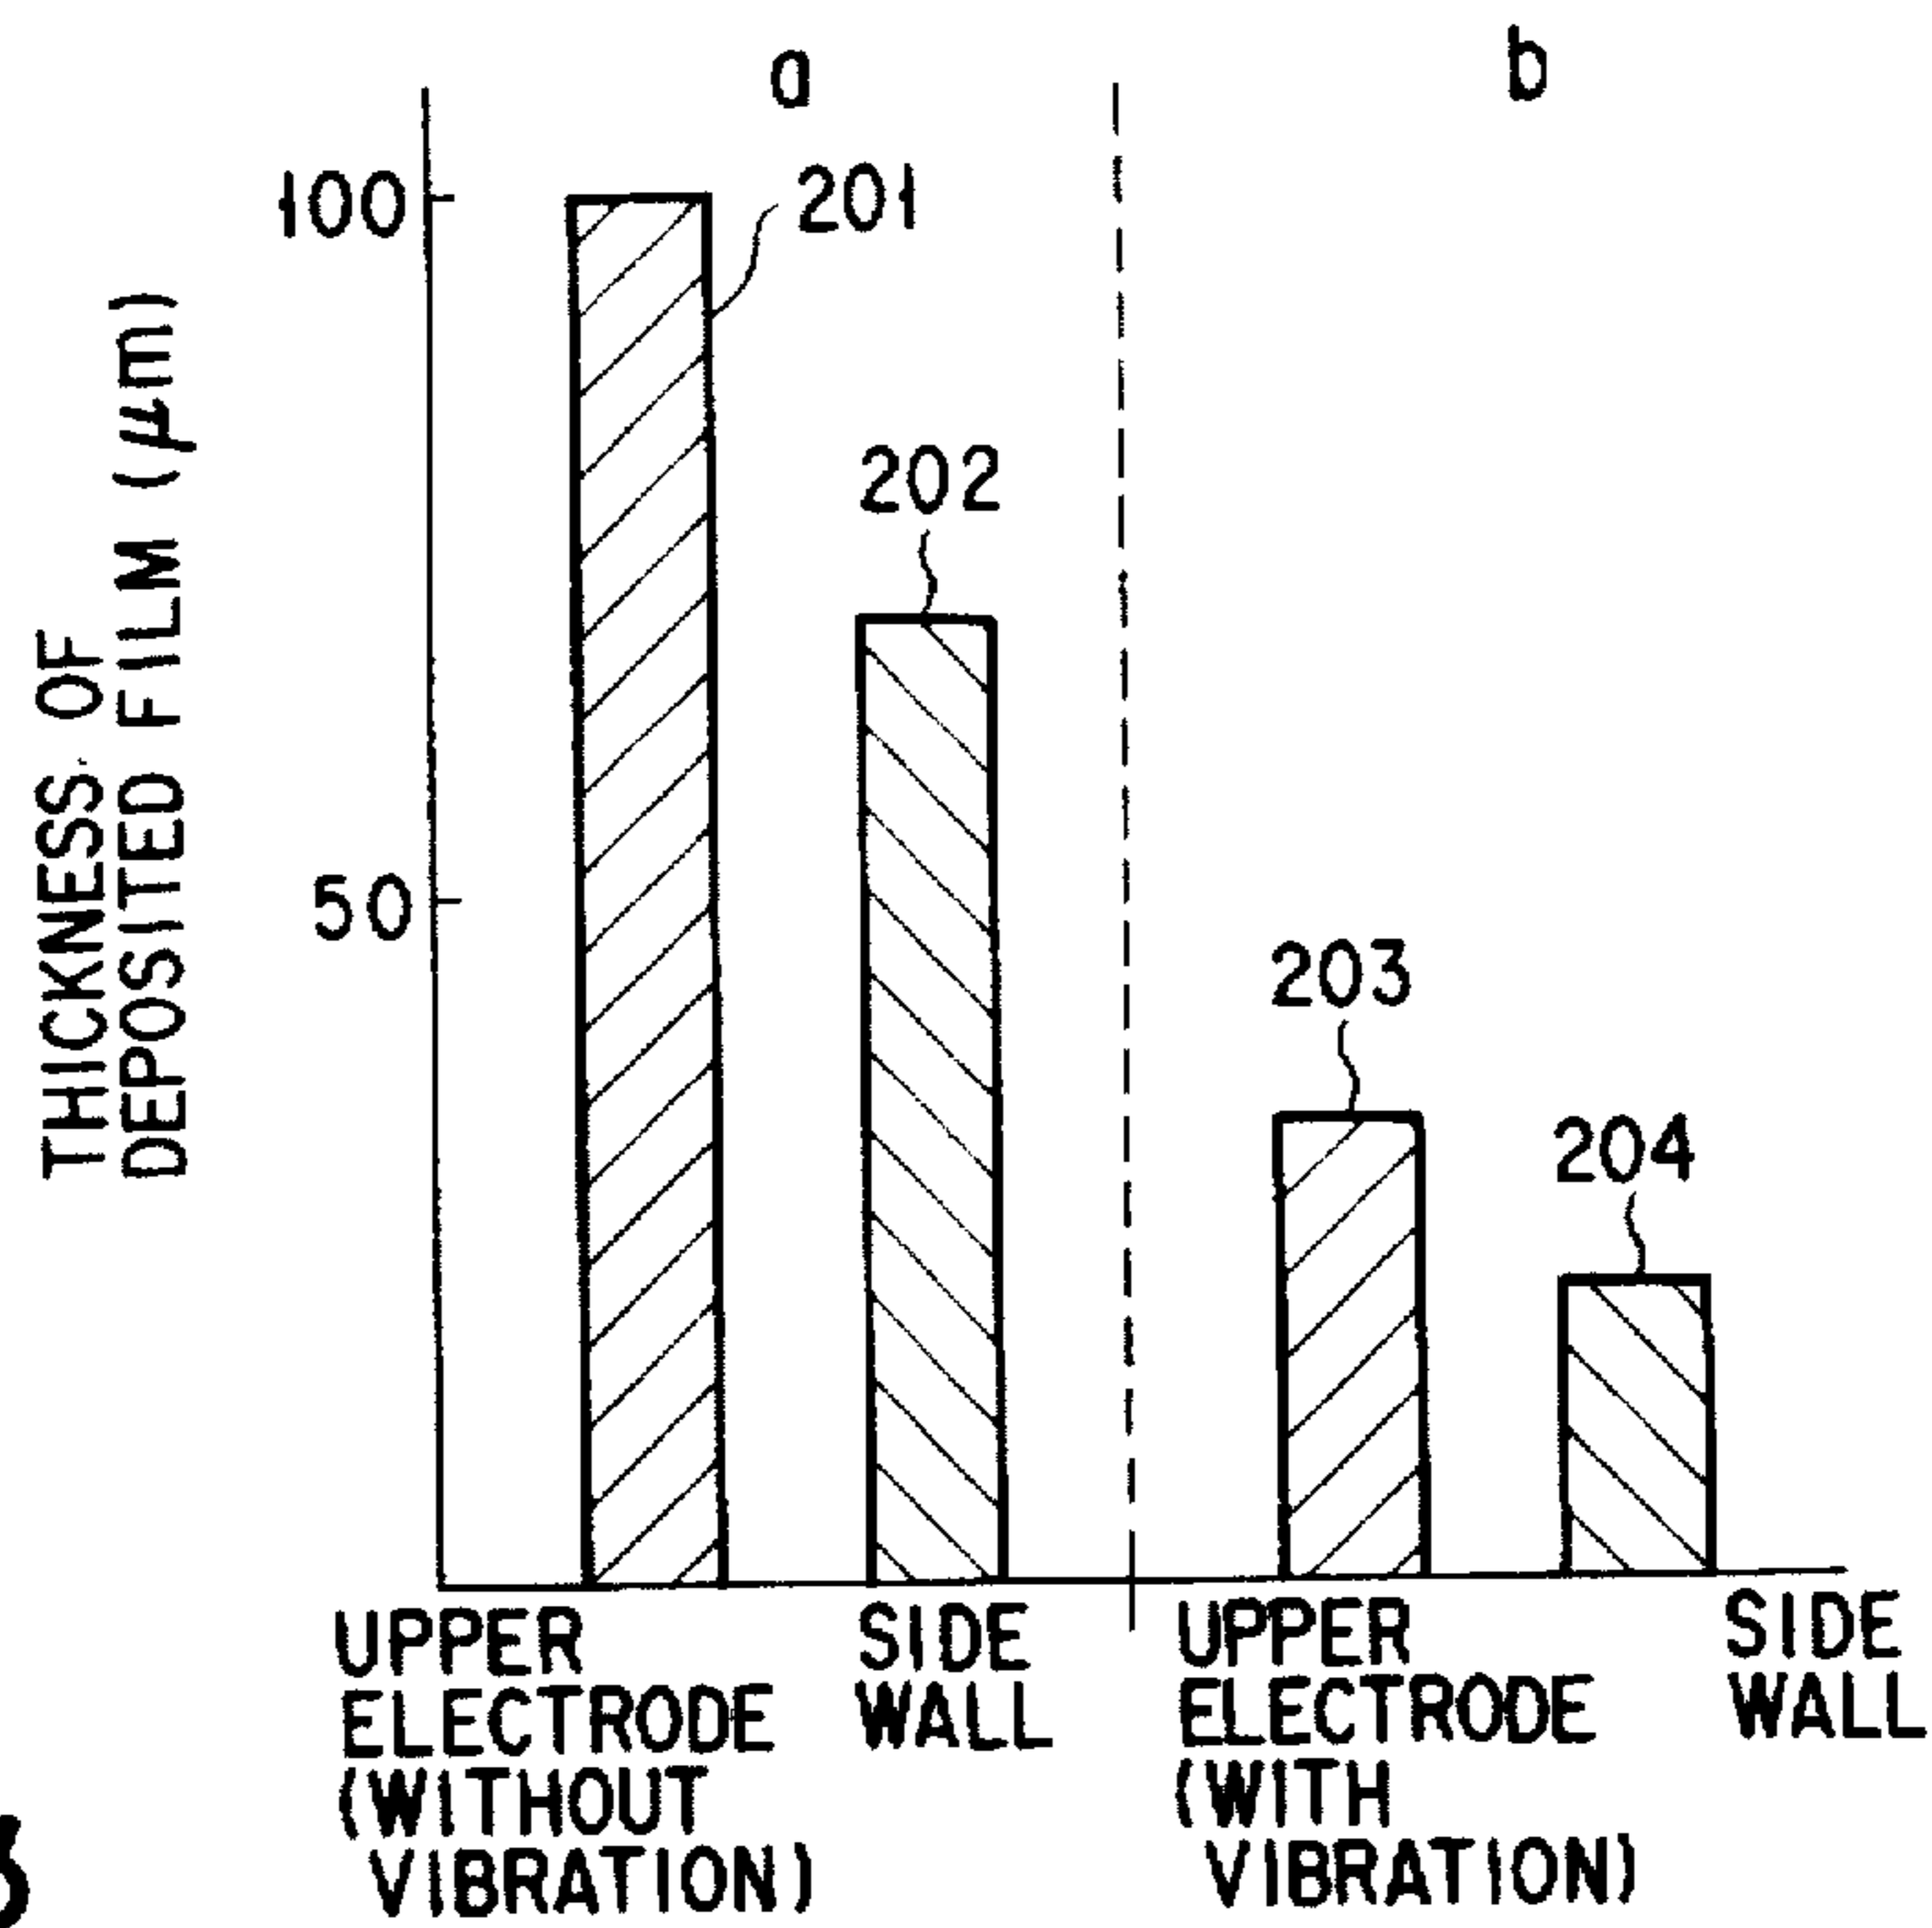 a
b
100
201
202
THICKNESS OF
DEPOSITED FILM (μm)
50
203
204
UPPER
ELECTRODE
(WITHOUT
VIBRATION)
SIDE
WALL
UPPER
ELECTRODE
(WITH
VIBRATION)
SIDE
WALL